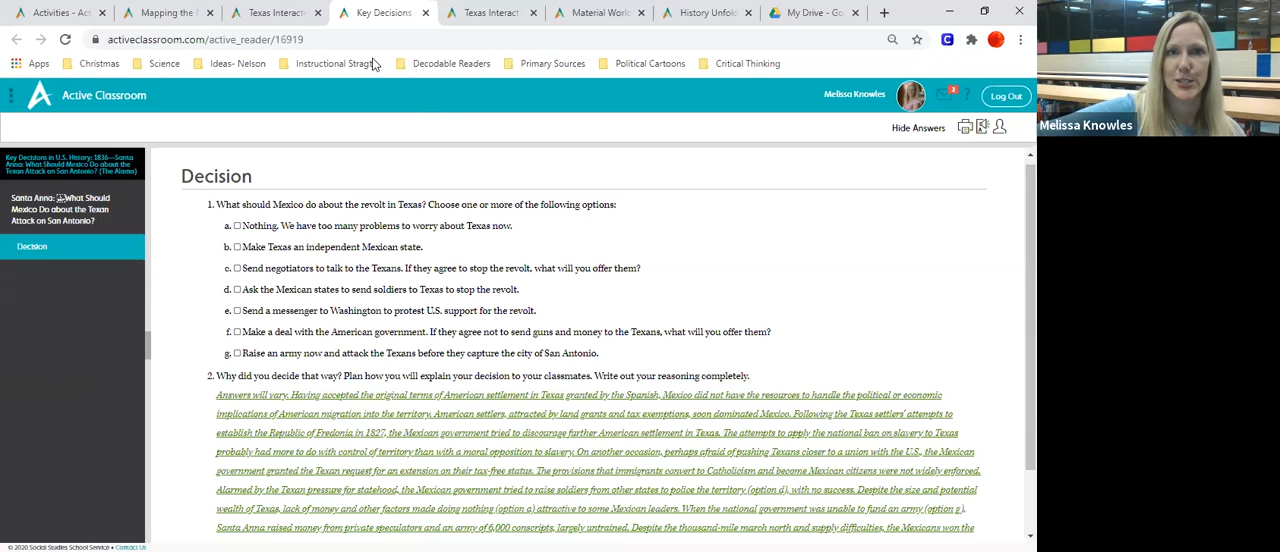 Activities - Act
Mapping the F
Texas Interact
Key Decisions
Texas Interact
Material World
History Unfold
My Drive - Go
activeclassroom.com/active_reader/16919
Apps
Christmas
Science
Ideas- Nelson
Instructional Strag
Decodable Readers
Primary Sources
Political Cartoons
Critical Thinking
Active Classroom
Melissa Knowles
2
?
Log Out
Melissa Knowles
Hide Answers
Key Decisions in U.S. History: 1836—Santa
Anna: What Should Mexico Do about the
Texan Attack on San Antonio? (The Alamo)
Santa Anna: What Should
Mexico Do about the Texan
Attack on San Antonio?
Decision
Decision
1. What should Mexico do about the revolt in Texas? Choose one or more of the following options:
a. Nothing. We have too many problems to worry about Texas now.
b. Make Texas an independent Mexican state.
c. Send negotiators to talk to the Texans. If they agree to stop the revolt, what will you offer them?
d. Ask the Mexican states to send soldiers to Texas to stop the revolt.
e. Send a messenger to Washington to protest U.S. support for the revolt.
f. Make a deal with the American government. If they agree not to send guns and money to the Texans, what will you offer them?
g. Raise an army now and attack the Texans before they capture the city of San Antonio.
2. Why did you decide that way? Plan how you will explain your decision to your classmates. Write out your reasoning completely.
Answers will vary. Having accepted the original terms of American settlement in Texas granted by the Spanish, Mexico did not have the resources to handle the political or economic
implications of American migration into the territory. American settlers, attracted by land grants and tax exemptions, soon dominated Mexico. Following the Texas settlers' attempts to
establish the Republic of Fredonia in 1827, the Mexican government tried to discourage further American settlement in Texas. The attempts to apply the national ban on slavery to Texas
probably had more to do with control of territory than with a moral opposition to slavery. On another occasion, perhaps afraid of pushing Texans closer to a union with the U.S., the Mexican
government granted the Texan request for an extension on their tax-free status. The provisions that immigrants convert to Catholicism and become Mexican citizens were not widely enforced.
Alarmed by the Texan pressure for statehood, the Mexican government tried to raise soldiers from other states to police the territory (option d), with no success. Despite the size and potential
wealth of Texas, lack of money and other factors made doing nothing (option a) attractive to some Mexican leaders. When the national government was unable to fund an army (option g),
Santa Anna raised money from private speculators and an army of 6,000 conscripts, largely untrained. Despite the thousand-mile march north and supply difficulties, the Mexicans won the
© 2020 Social Studies School Service • Contact Us